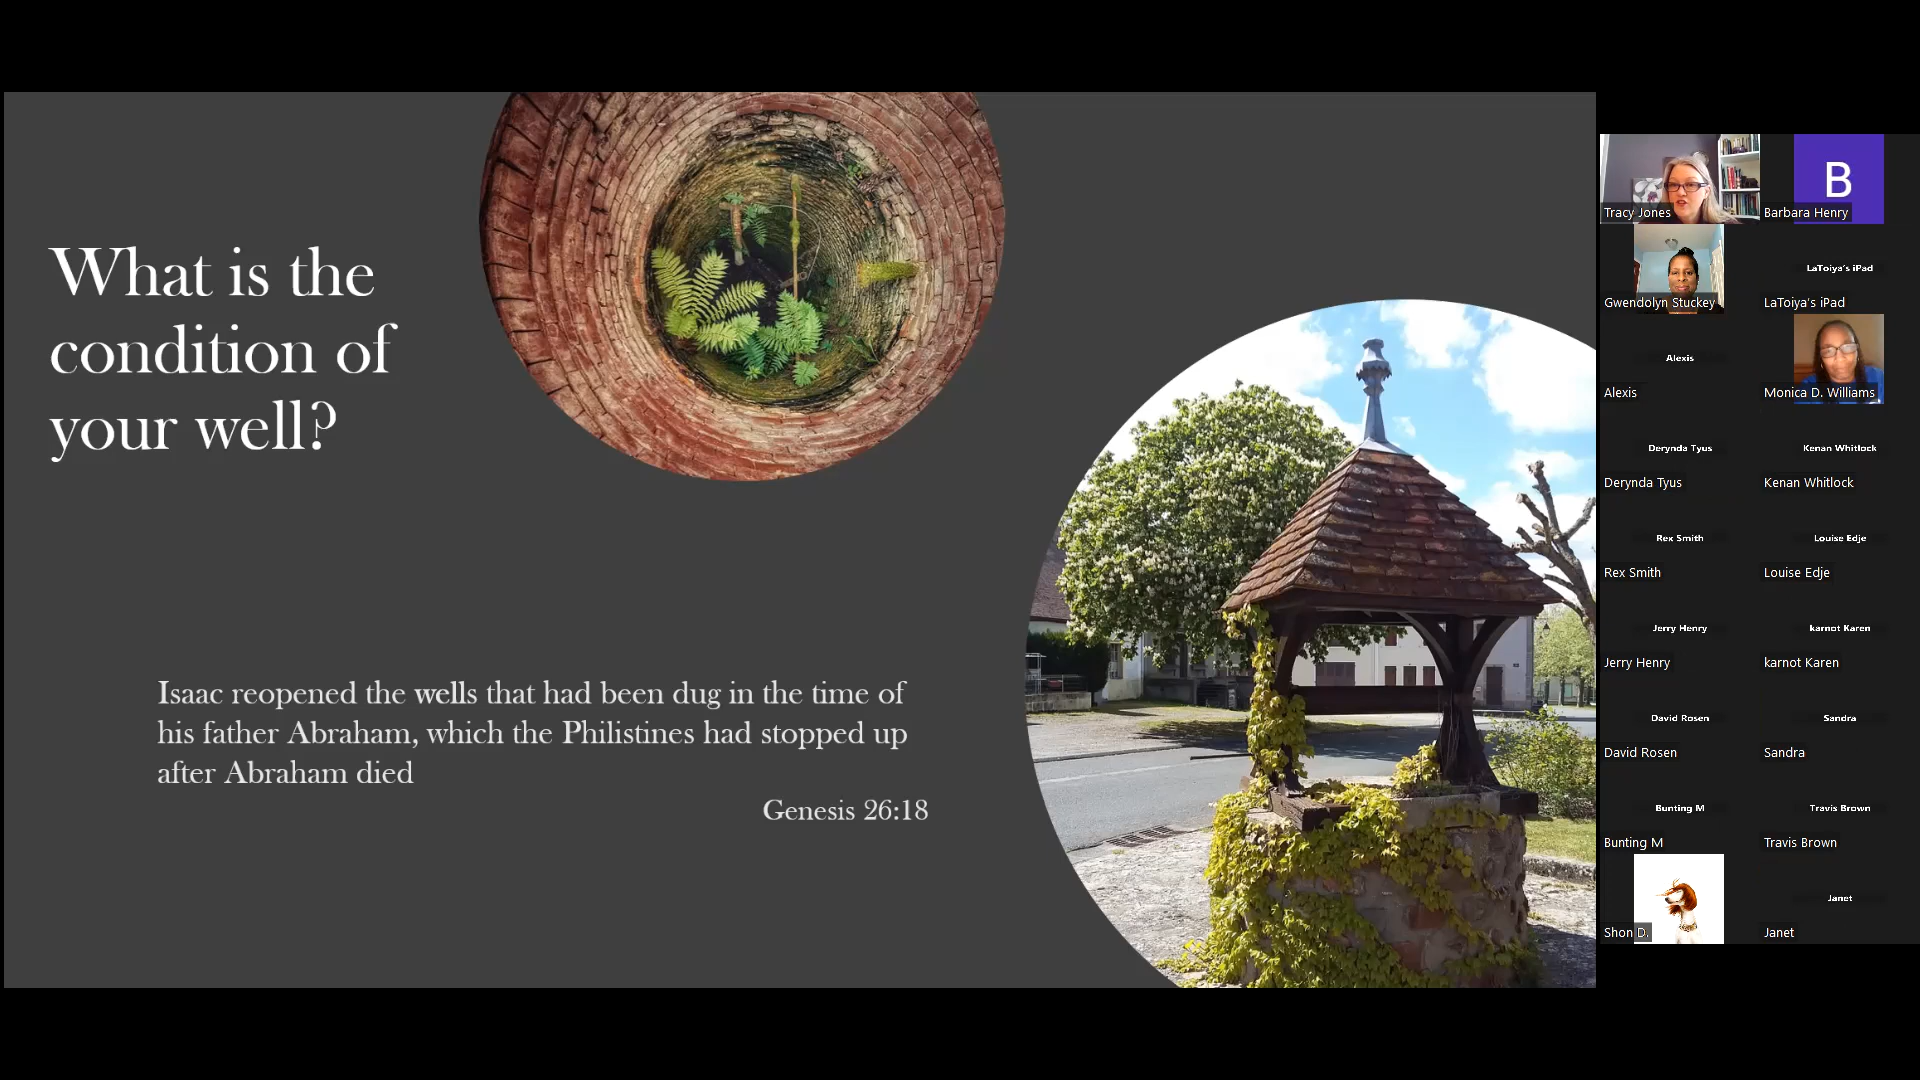 What is the
condition of
your well?
Isaac reopened the wells that had been dug in the time of
his father Abraham, which the Philistines had stopped up
after Abraham died
Genesis 26:18
Tracy Jones
B
Barbara Henry
Gwendolyn Stuckey
LaToiya's iPad
LaToiya's iPad
Alexis
Alexis
Monica D. Williams
Derynda Tyus
Derynda Tyus
Kenan Whitlock
Kenan Whitlock
Rex Smith
Rex Smith
Louise Edje
Louise Edje
Jerry Henry
Jerry Henry
karnot Karen
karnot Karen
David Rosen
David Rosen
Sandra
Sandra
Bunting M
Bunting M
Travis Brown
Travis Brown
Shon D.
Janet
Janet